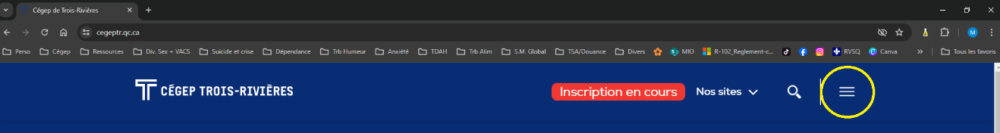 Cégep de Trois-Rivières
cegeptr.qc.ca
M
Perso Cégep Ressources Div. Sex + VACS Suicide et crise Dépendance Trb Humeur Anxiété TDAH Trb Alim S.M. Global TSA/Douance Divers MIO R-102_Reglement-c... RVSQ Canva » Tous les favoris
CÉGEP TROIS-RIVIÈRES Inscription en cours Nos sites